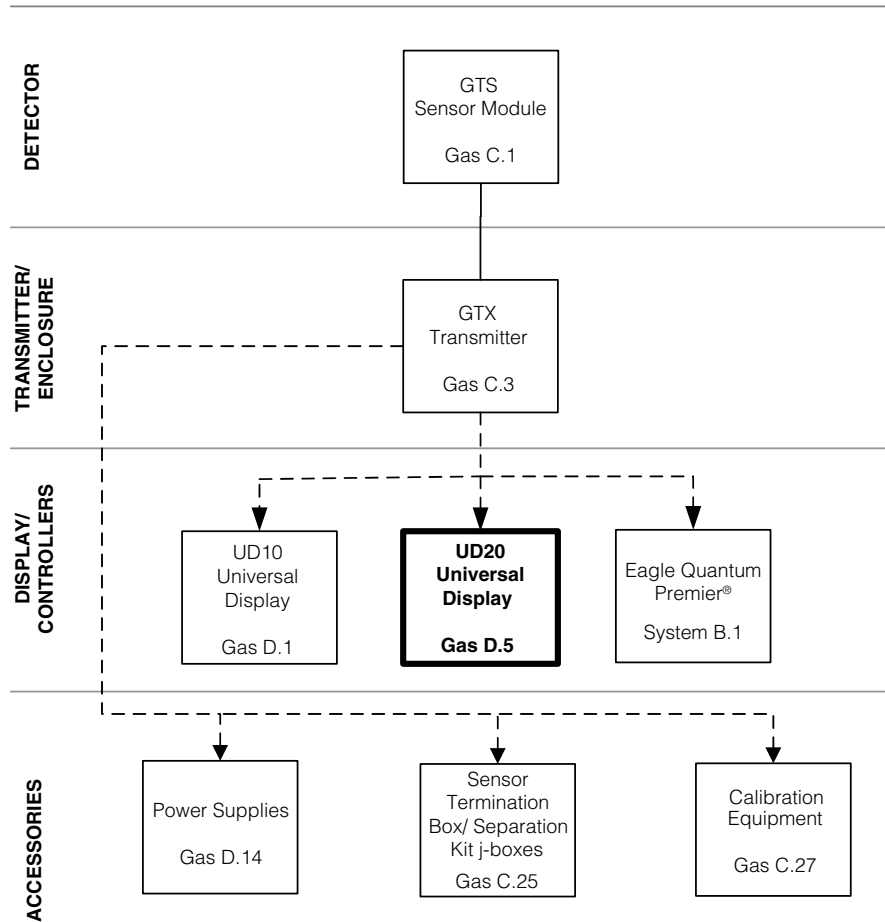 DETECTOR
GTS
Sensor Module
Gas C.1
TRANSMITTER/
ENCLOSURE
GTX
Transmitter
Gas C.3
DISPLAY/
CONTROLLERS
UD10
Universal
Display
Gas D.1
UD20
Universal
Display
Gas D.5
Eagle Quantum
Premier®
System B.1
ACCESSORIES
Power Supplies
Gas D.14
Sensor
Termination
Box/ Separation
Kit j-boxes
Gas C.25
Calibration
Equipment
Gas C.27